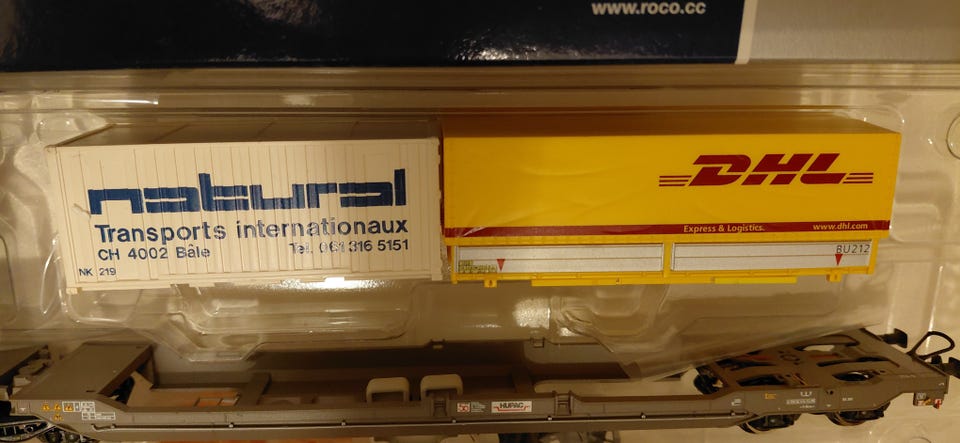 www.roco.cc
natural
Transports internationaux
CH 4002 Bâle
Tel. 061 316 5151
NK 219
DHL
Express & Logistics.
www.dhl.com
BU212
HUPAC